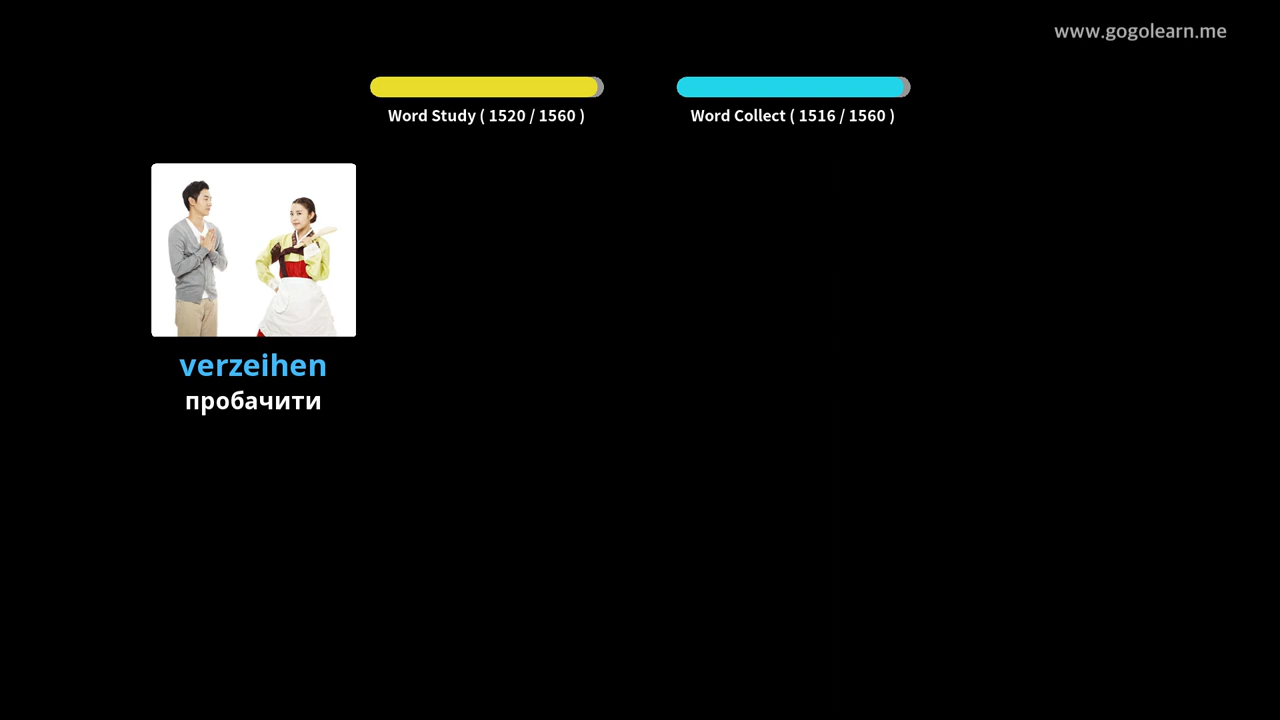 www.gogolearn.me
Word Study ( 1520 / 1560 )
Word Collect ( 1516 / 1560 )
verzeihen
пробачити